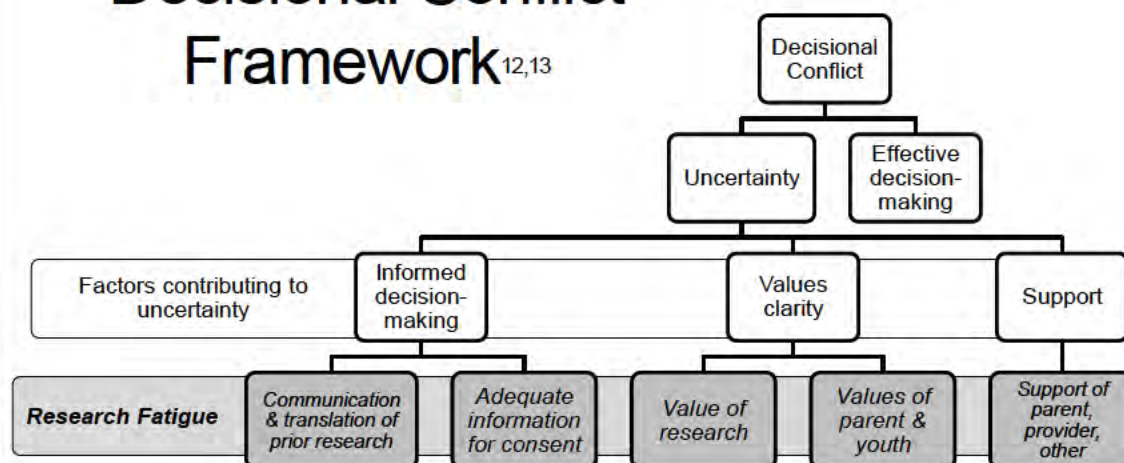 Decisional Conflict
Framework12,13
Decisional
Conflict
Uncertainty
Effective
decision-
making
Factors contributing to
uncertainty
Informed
decision-
making
Values
clarity
Support
Research Fatigue
Communication
& translation of
prior research
Adequate
information
for consent
Value of
research
Values of
parent &
youth
Support of
parent,
provider,
other